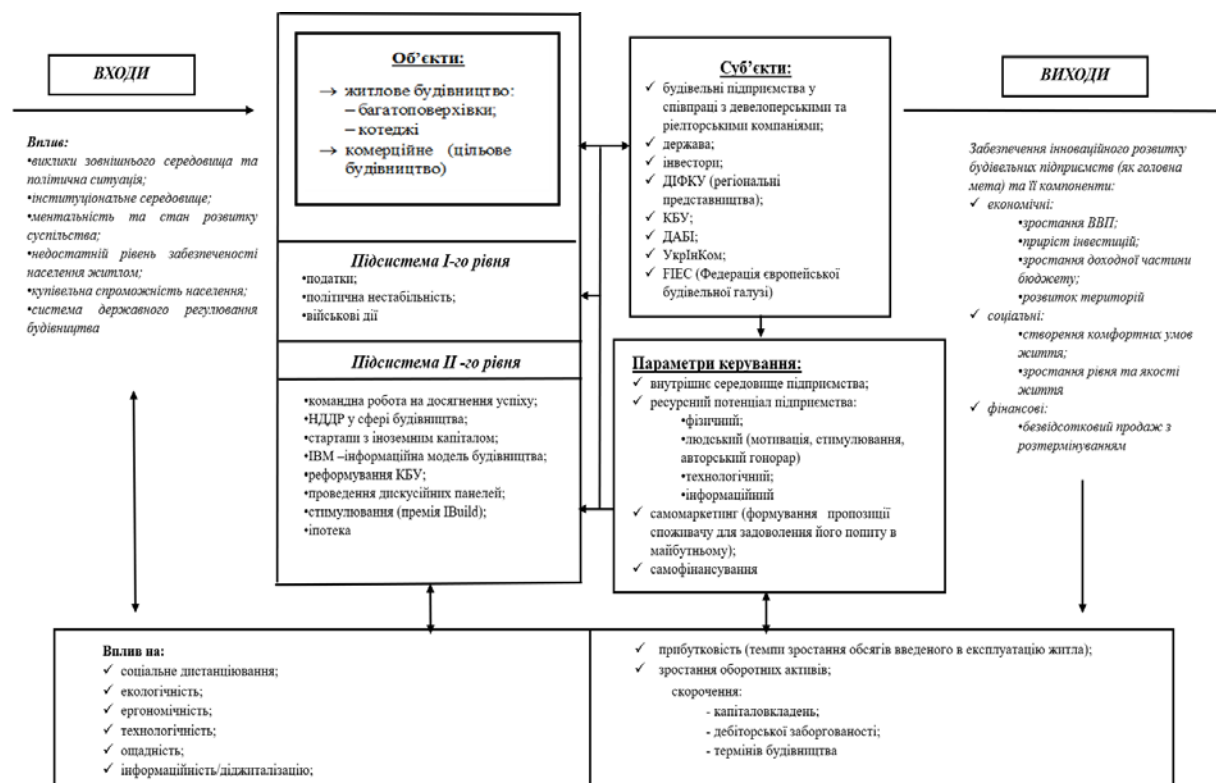 ВХОДИ
Вплив:
•виклики зовнішнього середовища та
політична ситуація;
•інституціональне середовище;
•ментальність та стан розвитку
суспільства;
•недостатній рівень забезпеченості
населення житлом;
•купівельна спроможність населення;
•система державного регулювання
будівництва
Об’єкти:
→ житлове будівництво:
– багатоповерхівки;
– котеджі
→ комерційне (цільове
будівництво)
Підсистема І-го рівня
•податки;
•політична нестабільність;
•військові дії
Підсистема ІІ -го рівня
•командна робота на досягнення успіху;
•НДДР у сфері будівництва;
•стартапи з іноземним капіталом;
•ІВМ –інформаційна модель будівництва;
•реформування КБУ;
•проведення дискусійних панелей;
•стимулювання (премія IBuild);
•іпотека
Суб’єкти:
✓ будівельні підприємства у
співпраці з девелоперськими та
ріелторськими компаніями;
✓ держава;
✓ інвестори;
✓ ДІФКУ (регіональні
представництва);
✓ КБУ;
✓ ДАБІ;
✓ УкрІнКом;
✓ FIEC (Федерація європейської
будівельної галузі)
Параметри керування:
✓ внутрішнє середовище підприємства;
✓ ресурсний потенціал підприємства:
•фізичний;
•людський (мотивація, стимулювання,
авторський гонорар)
•технологічний;
•інформаційний
✓ самомаркетинг (формування пропозиції
споживачу для задоволення його попиту в
майбутньому);
✓ самофінансування
ВИХОДИ
Забезпечення інноваційного розвитку
будівельних підприємств (як головна
мета) та її компоненти:
✓ економічні:
•зростання ВВП;
•приріст інвестицій;
•зростання доходної частини
бюджету;
•розвиток територій
✓ соціальні:
•створення комфортних умов
життя;
•зростання рівня та якості
життя
✓ фінансові:
•безвідсотковий продаж з
розтермінуванням
Вплив на:
✓ соціальне дистанціювання;
✓ екологічність;
✓ ергономічність;
✓ технологічність;
✓ ощадність;
✓ інформаційність/діджиталізацію;
✓ прибутковість (темпи зростання обсягів введеного в експлуатацію житла);
✓ зростання оборотних активів;
скорочення:
- капіталовкладень;
- дебіторської заборгованості;
- термінів будівництва